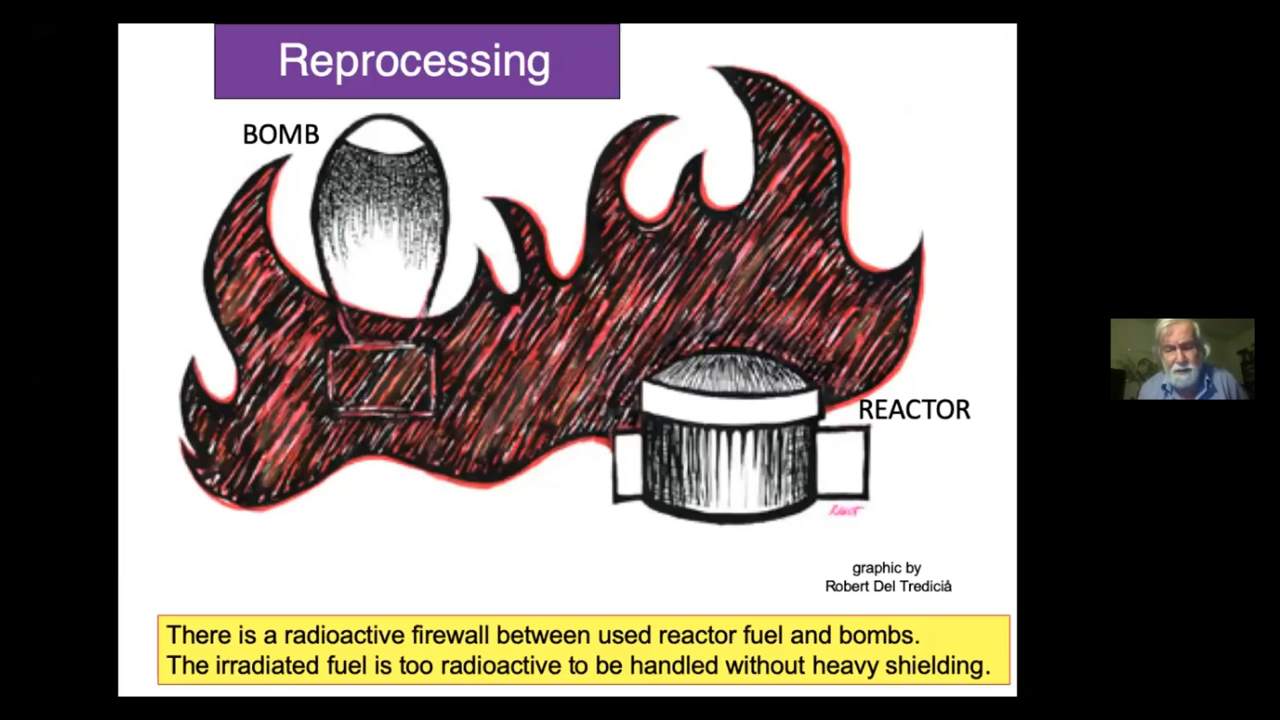 Reprocessing
BOMB
REACTOR
graphic by
Robert Del Tredicià
There is a radioactive firewall between used reactor fuel and bombs.
The irradiated fuel is too radioactive to be handled without heavy shielding.